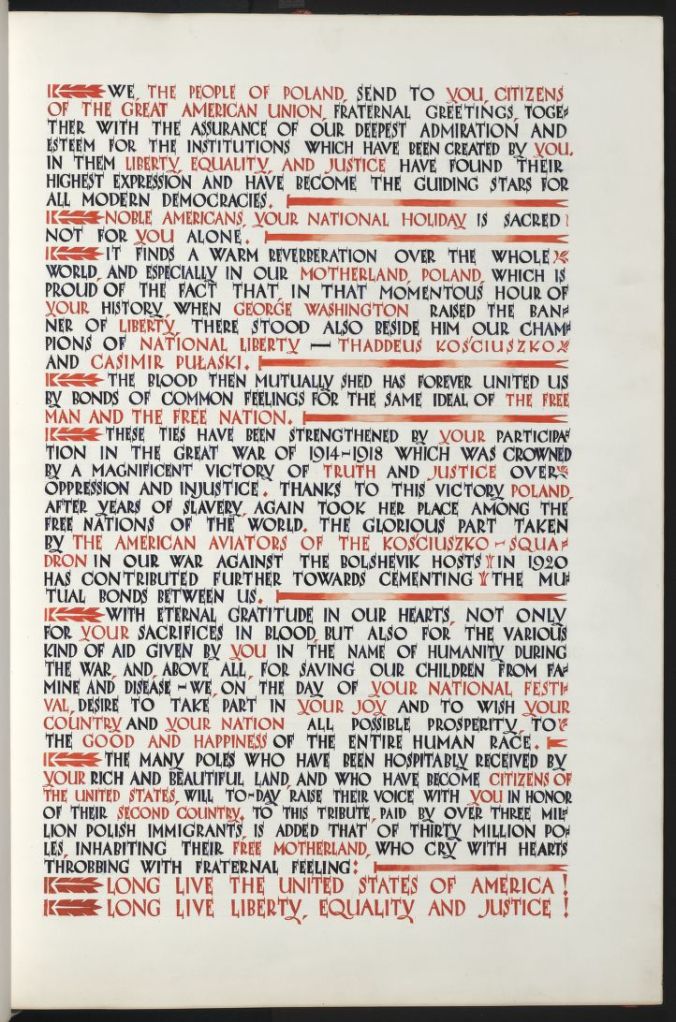 WE, THE PEOPLE OF POLAND, SEND TO YOU, CITIZENS
OF THE GREAT AMERICAN UNION, FRATERNAL GREETINGS, TOGE-
THER WITH THE ASSURANCE OF OUR DEEPEST ADMIRATION AND
ESTEEM FOR THE INSTITUTIONS WHICH HAVE BEEN CREATED BY YOU.
IN THEM LIBERTY, EQUALITY, AND JUSTICE HAVE FOUND THEIR
HIGHEST EXPRESSION AND HAVE BECOME THE GUIDING STARS FOR
ALL MODERN DEMOCRACIES.
NOBLE AMERICANS, YOUR NATIONAL HOLIDAY IS SACRED
NOT FOR YOU ALONE.
IT FINDS A WARM REVERBERATION OVER THE WHOLE
WORLD, AND ESPECIALLY IN OUR MOTHERLAND, POLAND, WHICH IS
PROUD OF THE FACT THAT, IN THAT MOMENTOUS HOUR OF
YOUR HISTORY, WHEN GEORGE WASHINGTON RAISED THE BAN-
NER OF LIBERTY, THERE STOOD ALSO BESIDE HIM OUR CHAM-
PIONS OF NATIONAL LIBERTY — THADDEUS KOŚCIUSZKO
AND CASIMIR PUŁASKI.
THE BLOOD THEN MUTUALLY SHED HAS FOREVER UNITED US
BY BONDS OF COMMON FEELINGS FOR THE SAME IDEAL OF THE FREE
MAN AND THE FREE NATION.
THESE TIES HAVE BEEN STRENGTHENED BY YOUR PARTICIPA-
TION IN THE GREAT WAR OF 1914-1918 WHICH WAS CROWNED
BY A MAGNIFICENT VICTORY OF TRUTH AND JUSTICE OVER
OPPRESSION AND INJUSTICE. THANKS TO THIS VICTORY POLAND,
AFTER YEARS OF SLAVERY, AGAIN TOOK HER PLACE AMONG THE
FREE NATIONS OF THE WORLD. THE GLORIOUS PART TAKEN
BY THE AMERICAN AVIATORS OF THE KOŚCIUSZKO-SQUA-
DRON IN OUR WAR AGAINST THE BOLSHEVIK HOSTS IN 1920
HAS CONTRIBUTED FURTHER TOWARDS CEMENTING THE MU-
TUAL BONDS BETWEEN US.
WITH ETERNAL GRATITUDE IN OUR HEARTS, NOT ONLY
FOR YOUR SACRIFICES IN BLOOD, BUT ALSO FOR THE VARIOUS
KIND OF AID GIVEN BY YOU IN THE NAME OF HUMANITY DURING
THE WAR, AND, ABOVE ALL, FOR SAVING OUR CHILDREN FROM FA-
MINE AND DISEASE - WE, ON THE DAY OF YOUR NATIONAL FESTI-
VAL, DESIRE TO TAKE PART IN YOUR JOY AND TO WISH YOUR
COUNTRY AND YOUR NATION ALL POSSIBLE PROSPERITY, TO
THE GOOD AND HAPPINESS OF THE ENTIRE HUMAN RACE.
THE MANY POLES WHO HAVE BEEN HOSPITABLY RECEIVED BY
YOUR RICH AND BEAUTIFUL LAND, AND WHO HAVE BECOME CITIZENS OF
THE UNITED STATES, WILL TO-DAY RAISE THEIR VOICE WITH YOU IN HONOR
OF THEIR SECOND COUNTRY. TO THIS TRIBUTE, PAID BY OVER THREE MIL-
LION POLISH IMMIGRANTS, IS ADDED THAT OF THIRTY MILLION PO-
LES, INHABITING THEIR FREE MOTHERLAND, WHO CRY WITH HEARTS
THROBBING WITH FRATERNAL FEELING:
LONG LIVE THE UNITED STATES OF AMERICA!
LONG LIVE LIBERTY, EQUALITY AND JUSTICE!